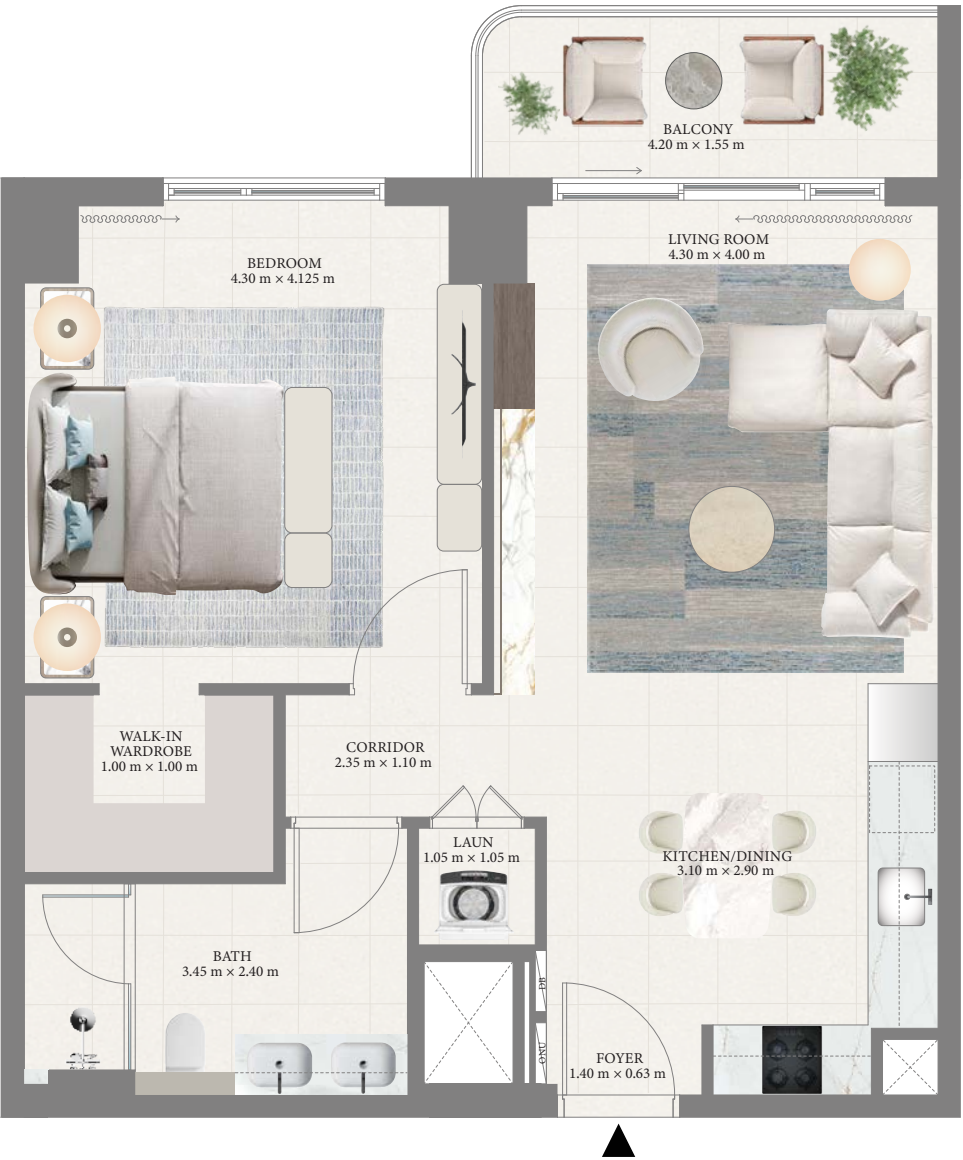 BALCONY
4.20 m × 1.55 m
LIVING ROOM
4.30 m × 4.00 m
BEDROOM
4.30 m × 4.125 m
WALK-IN
WARDROBE
1.00 m × 1.00 m
CORRIDOR
2.35 m × 1.10 m
LAUN
1.05 m × 1.05 m
KITCHEN/DINING
3.10 m × 2.90 m
BATH
3.45 m × 2.40 m
DB
ONU
FOYER
1.40 m × 0.63 m